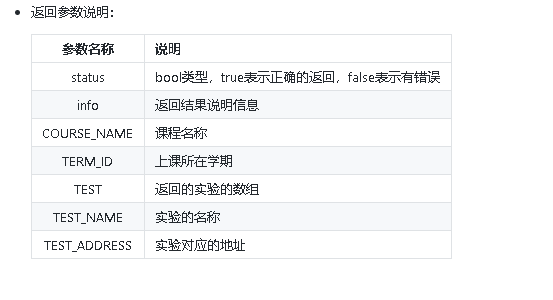 返回参数说明：
参数名称 说明
status bool类型，true表示正确的返回，false表示有错误
info 返回结果说明信息
COURSE_NAME 课程名称
TERM_ID 上课所在学期
TEST 返回的实验的数组
TEST_NAME 实验的名称
TEST_ADDRESS 实验对应的地址